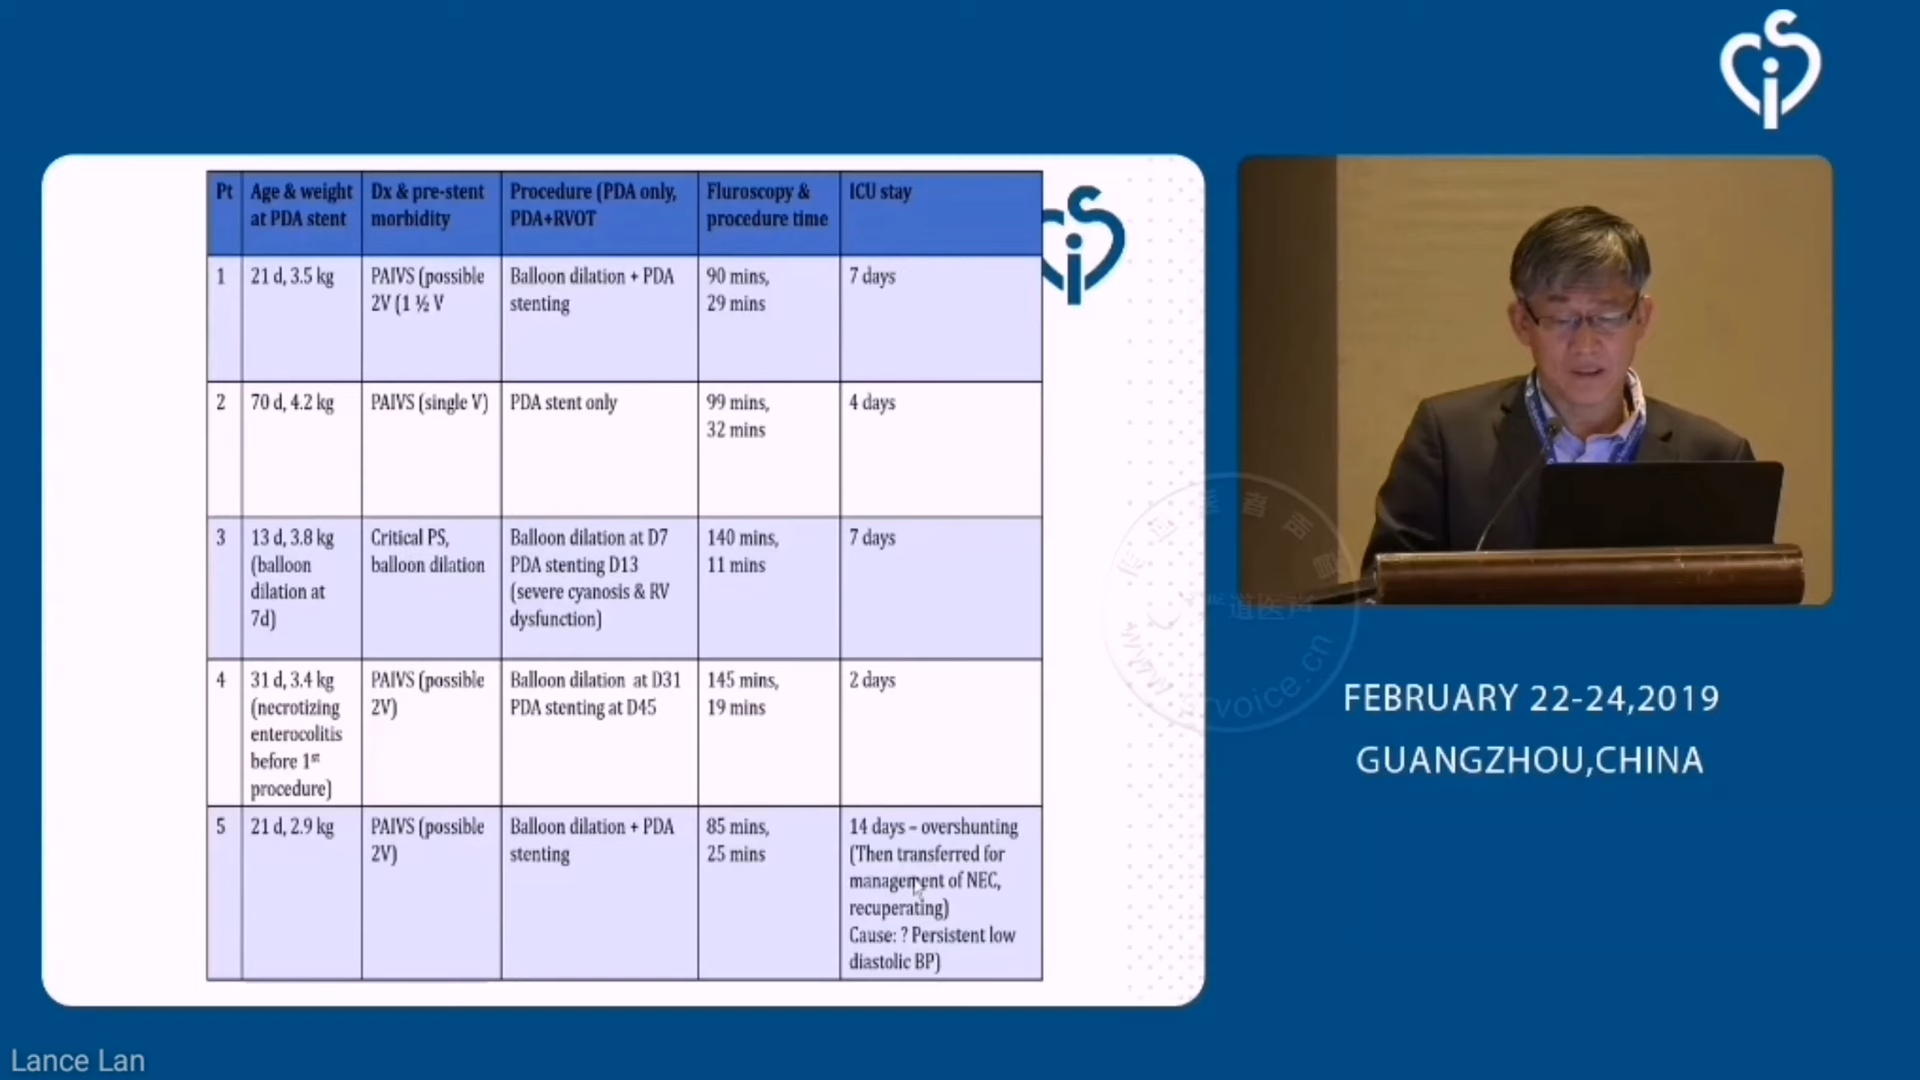 Pt
Age & weight
at PDA stent
Dx & pre-stent
morbidity
Procedure (PDA only,
PDA+RVOT
Fluroscopy &
procedure time
ICU stay
1
21 d, 3.5 kg
PAIVS (possible
2V (1 ½ V
Balloon dilation + PDA
stenting
90 mins,
29 mins
7 days
2
70 d, 4.2 kg
PAIVS (single V)
PDA stent only
99 mins,
32 mins
4 days
3
13 d, 3.8 kg
(balloon
dilation at
7d)
Critical PS,
balloon dilation
Balloon dilation at D7
PDA stenting D13
(severe cyanosis & RV
dysfunction)
140 mins,
11 mins
7 days
4
31 d, 3.4 kg
(necrotizing
enterocolitis
before 1st
procedure)
PAIVS (possible
2V)
Balloon dilation at D31
PDA stenting at D45
145 mins,
19 mins
2 days
5
21 d, 2.9 kg
PAIVS (possible
2V)
Balloon dilation + PDA
stenting
85 mins,
25 mins
14 days – overshunting
(Then transferred for
management of NEC,
recuperating)
Cause: ? Persistent low
diastolic BP)
FEBRUARY 22-24,2019
GUANGZHOU,CHINA
Lance Lan